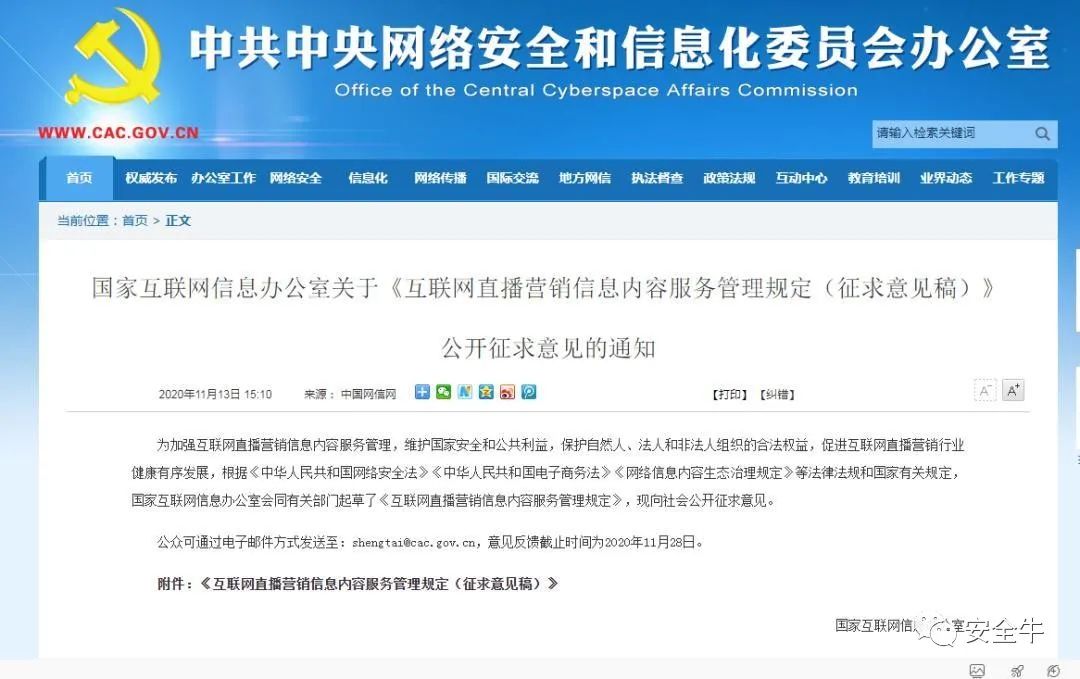 中共中央网络安全和信息化委员会办公室
Office of the Central Cyberspace Affairs Commission
WWW.CAC.GOV.CN
请输入检索关键词
首页 权威发布 办公室工作 网络安全 信息化 网络传播 国际交流 地方网信 执法督查 政策法规 互动中心 教育培训 业界动态 工作专题
当前位置：首页 > 正文
国家互联网信息办公室关于《互联网直播营销信息内容服务管理规定（征求意见稿）》
公开征求意见的通知
2020年11月13日 15:10 来源： 中国网信网 【打印】 【纠错】 A- A+
为加强互联网直播营销信息内容服务管理，维护国家安全和公共利益，保护自然人、法人和非法人组织的合法权益，促进互联网直播营销行业
健康有序发展，根据《中华人民共和国网络安全法》《中华人民共和国电子商务法》《网络信息内容生态治理规定》等法律法规和国家有关规定，
国家互联网信息办公室会同有关部门起草了《互联网直播营销信息内容服务管理规定》，现向社会公开征求意见。
公众可通过电子邮件方式发送至：shengtai@cac.gov.cn，意见反馈截止时间为2020年11月28日。
附件：《互联网直播营销信息内容服务管理规定（征求意见稿）》
国家互联网信 室
安全牛